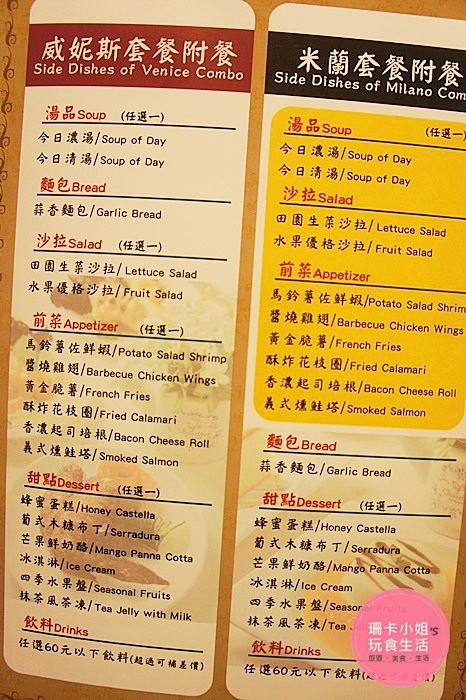 威妮斯套餐附餐
Side Dishes of Venice Combo
湯品Soup (任選一)
今日濃湯/Soup of Day
今日清湯/Soup of Day
麵包Bread
蒜香麵包/Garlic Bread
沙拉Salad (任選一)
田園生菜沙拉/Lettuce Salad
水果優格沙拉/Fruit Salad
前菜Appetizer (任選一)
馬鈴薯佐鮮蝦/Potato Salad Shrimp
醬燒雞翅/Barbecue Chicken Wings
黃金脆薯/French Fries
酥炸花枝圈/Fried Calamari
香濃起司培根/Bacon Cheese Roll
義式燻鮭塔/Smoked Salmon
甜點Dessert (任選一)
蜂蜜蛋糕/Honey Castella
葡式木糠布丁/Serradura
芒果鮮奶酪/Mango Panna Cotta
冰淇淋/Ice Cream
四季水果盤/Seasonal Fruits
抹茶風茶凍/Tea Jelly with Milk
飲料Drinks
任選60元以下飲料(超過可補差價)
米蘭套餐附餐
Side Dishes of Milano Com
湯品Soup (任選一)
今日濃湯/Soup of Day
今日清湯/Soup of Day
沙拉Salad
田園生菜沙拉/Lettuce Salad
水果優格沙拉/Fruit Salad
前菜Appetizer (任選一)
馬鈴薯佐鮮蝦/Potato Salad Shrim
醬燒雞翅/Barbecue Chicken Wings
黃金脆薯/French Fries
酥炸花枝圈/Fried Calamari
香濃起司培根/Bacon Cheese Roll
義式燻鮭塔/Smoked Salmon
麵包Bread
蒜香麵包/Garlic Bread
甜點Dessert (任選一)
蜂蜜蛋糕/Honey Castella
葡式木糠布丁/Serradura
芒果鮮奶酪/Mango Panna Cotta
冰淇淋/Ice Cream
四季水果盤/Seasonal
抹茶風茶凍/Tea
飲料Drinks
任選60元以下飲料(超過可補差價)
珊卡小姐
玩食生活
旅遊·美食·生活